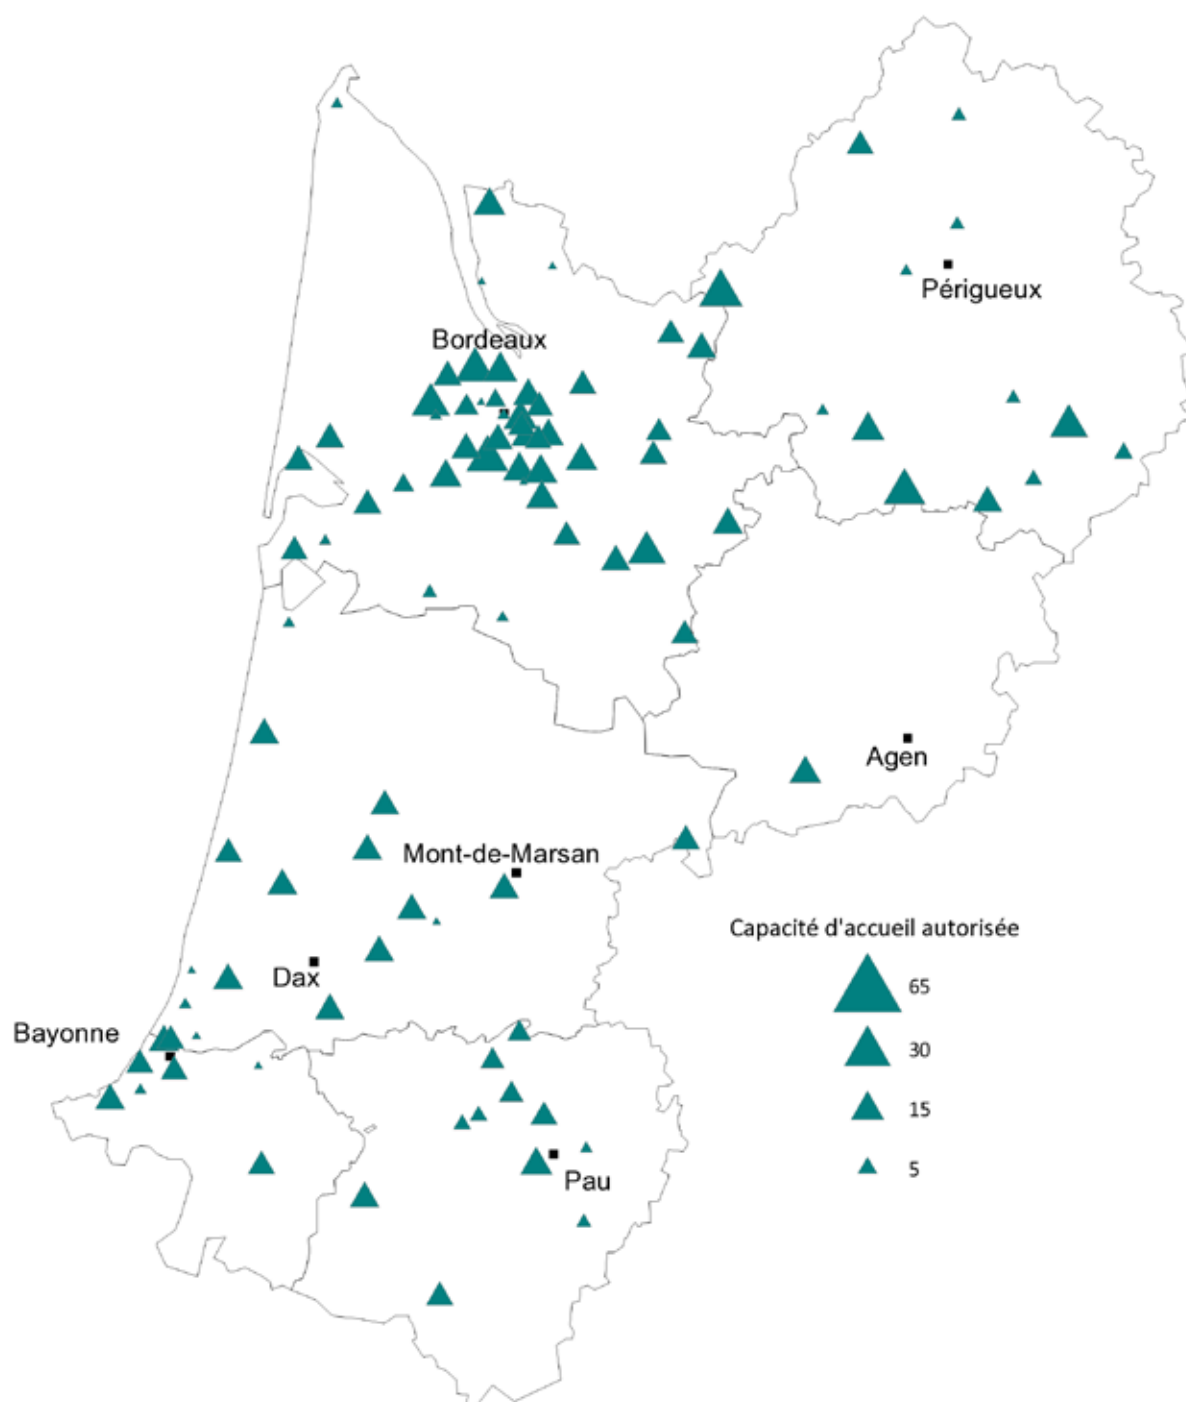 Périgueux
Bordeaux
Agen
Mont-de-Marsan
Capacité d'accueil autorisée
65
Dax
Bayonne
30
15
5
Pau